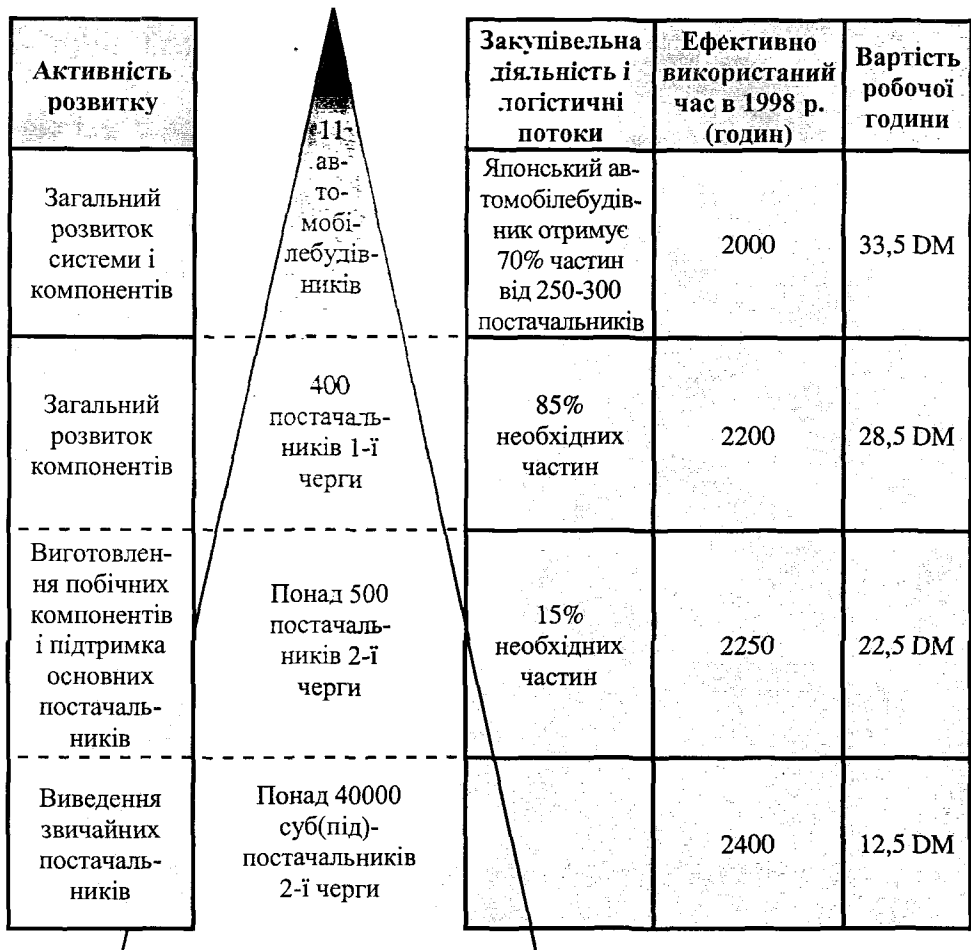 Активність
розвитку
11
ав-
то-
мобі-
лебудів-
ників
Закупівельна
діяльність і
логістичні
потоки
Ефективно
використаний
час в 1998 р.
(годин)
Вартість
робочої
години
Загальний
розвиток
системи і
компонентів
Японський ав-
томобілебудів-
ник отримує
70% частин
від 250-300
постачальників
2000
33,5 DM
Загальний
розвиток
компонентів
400
постачаль-
ників 1-ї
черги
85%
необхідних
частин
2200
28,5 DM
Виготовлен-
ня побічних
компонентів
і підтримка
основних
постачаль-
ників
Понад 500
постачаль-
ників 2-ї
черги
15%
необхідних
частин
2250
22,5 DM
Виведення
звичайних
постачаль-
ників
Понад 40000
суб(під)-
постачальників
2-ї черги
2400
12,5 DM